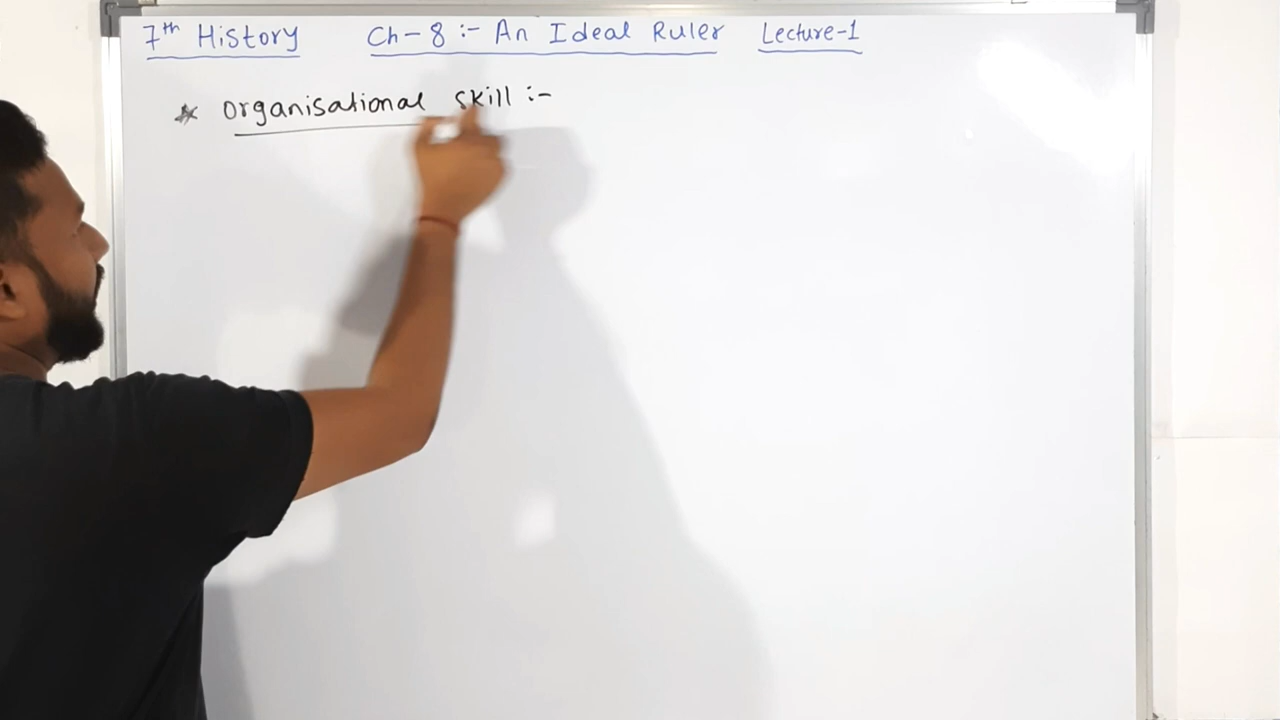 7th History Ch-8 :- An Ideal Ruler Lecture-1
* Organisational skill :-